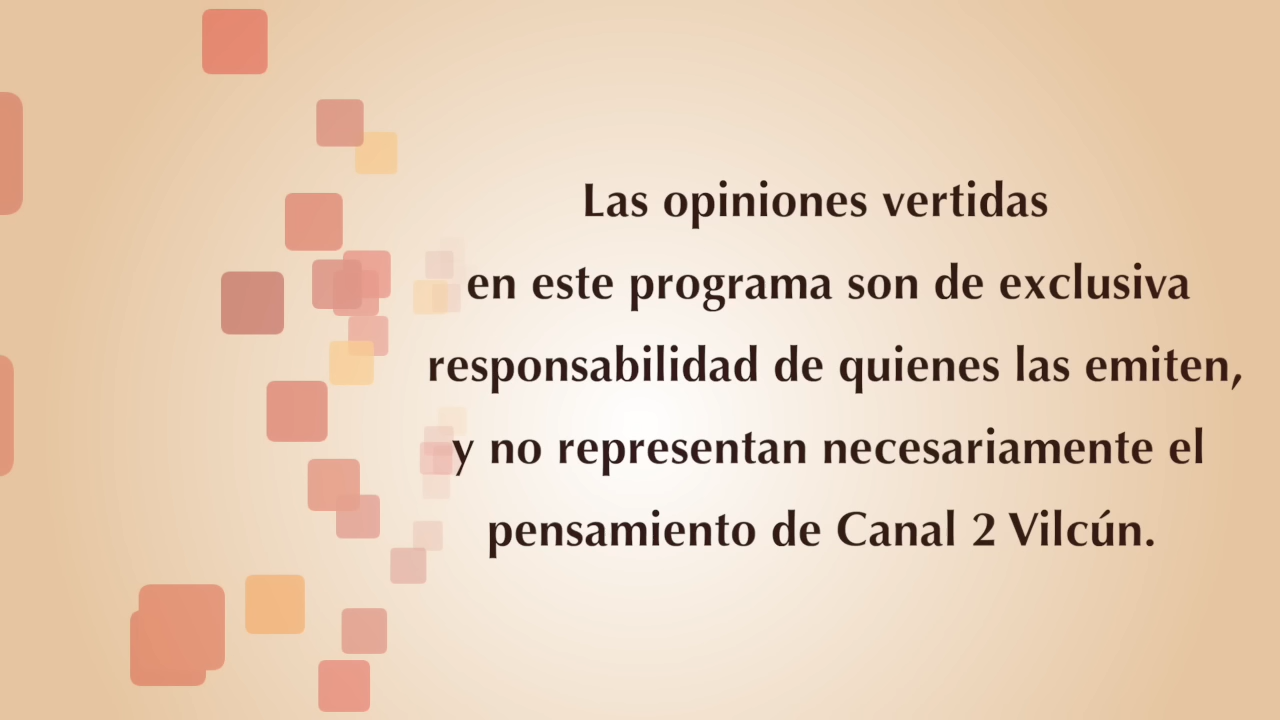 Las opiniones vertidas
en este programa son de exclusiva
responsabilidad de quienes las emiten,
y no representan necesariamente el
pensamiento de Canal 2 Vilcún.